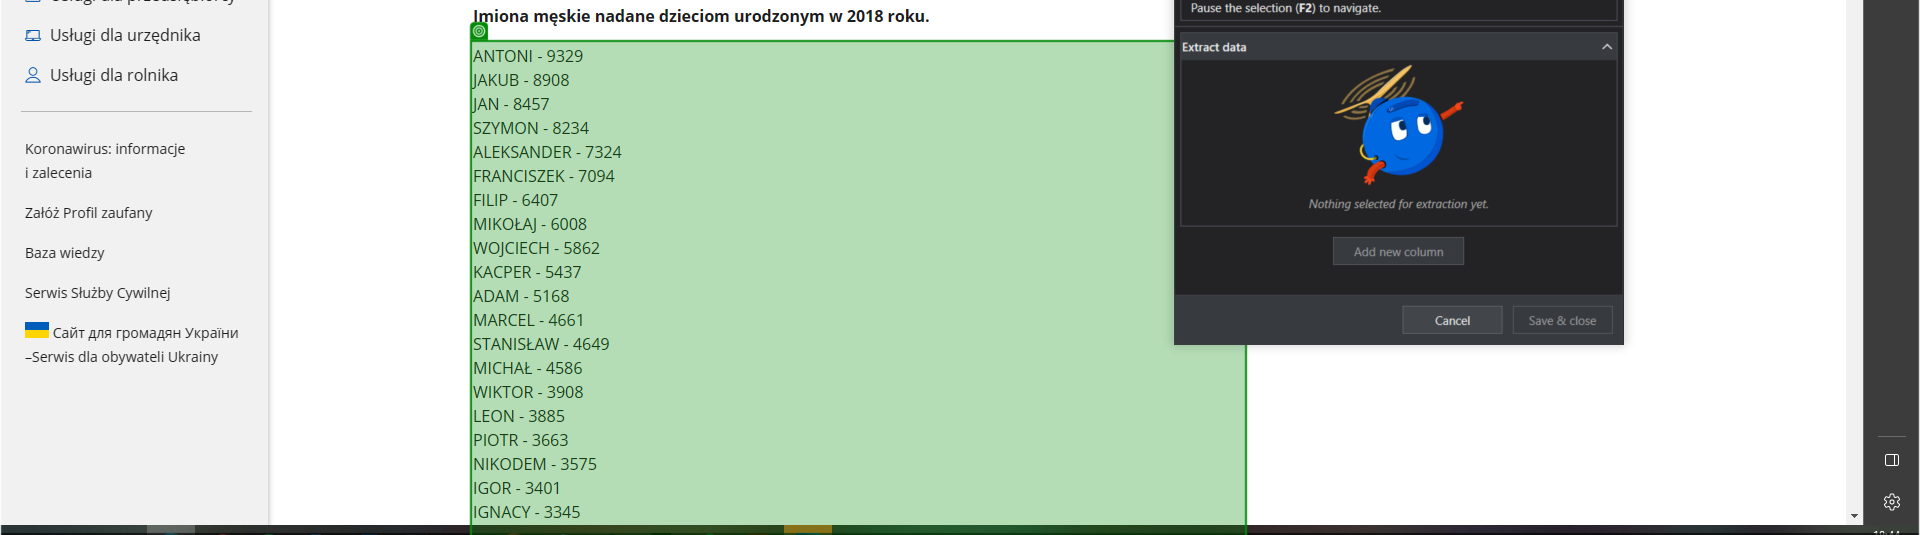 Usługi dla urzędnika
Usługi dla rolnika
Koronawirus: informacje
i zalecenia
Załóż Profil zaufany
Baza wiedzy
Serwis Służby Cywilnej
Сайт для громадян України
–Serwis dla obywateli Ukrainy
Imiona męskie nadane dzieciom urodzonym w 2018 roku.
ANTONI - 9329
JAKUB - 8908
JAN - 8457
SZYMON - 8234
ALEKSANDER - 7324
FRANCISZEK - 7094
FILIP - 6407
MIKOŁAJ - 6008
WOJCIECH - 5862
KACPER - 5437
ADAM - 5168
MARCEL - 4661
STANISŁAW - 4649
MICHAŁ - 4586
WIKTOR - 3908
LEON - 3885
PIOTR - 3663
NIKODEM - 3575
IGOR - 3401
IGNACY - 3345
Pause the selection (F2) to navigate.
Extract data
Nothing selected for extraction yet.
Add new column
Cancel
Save & close